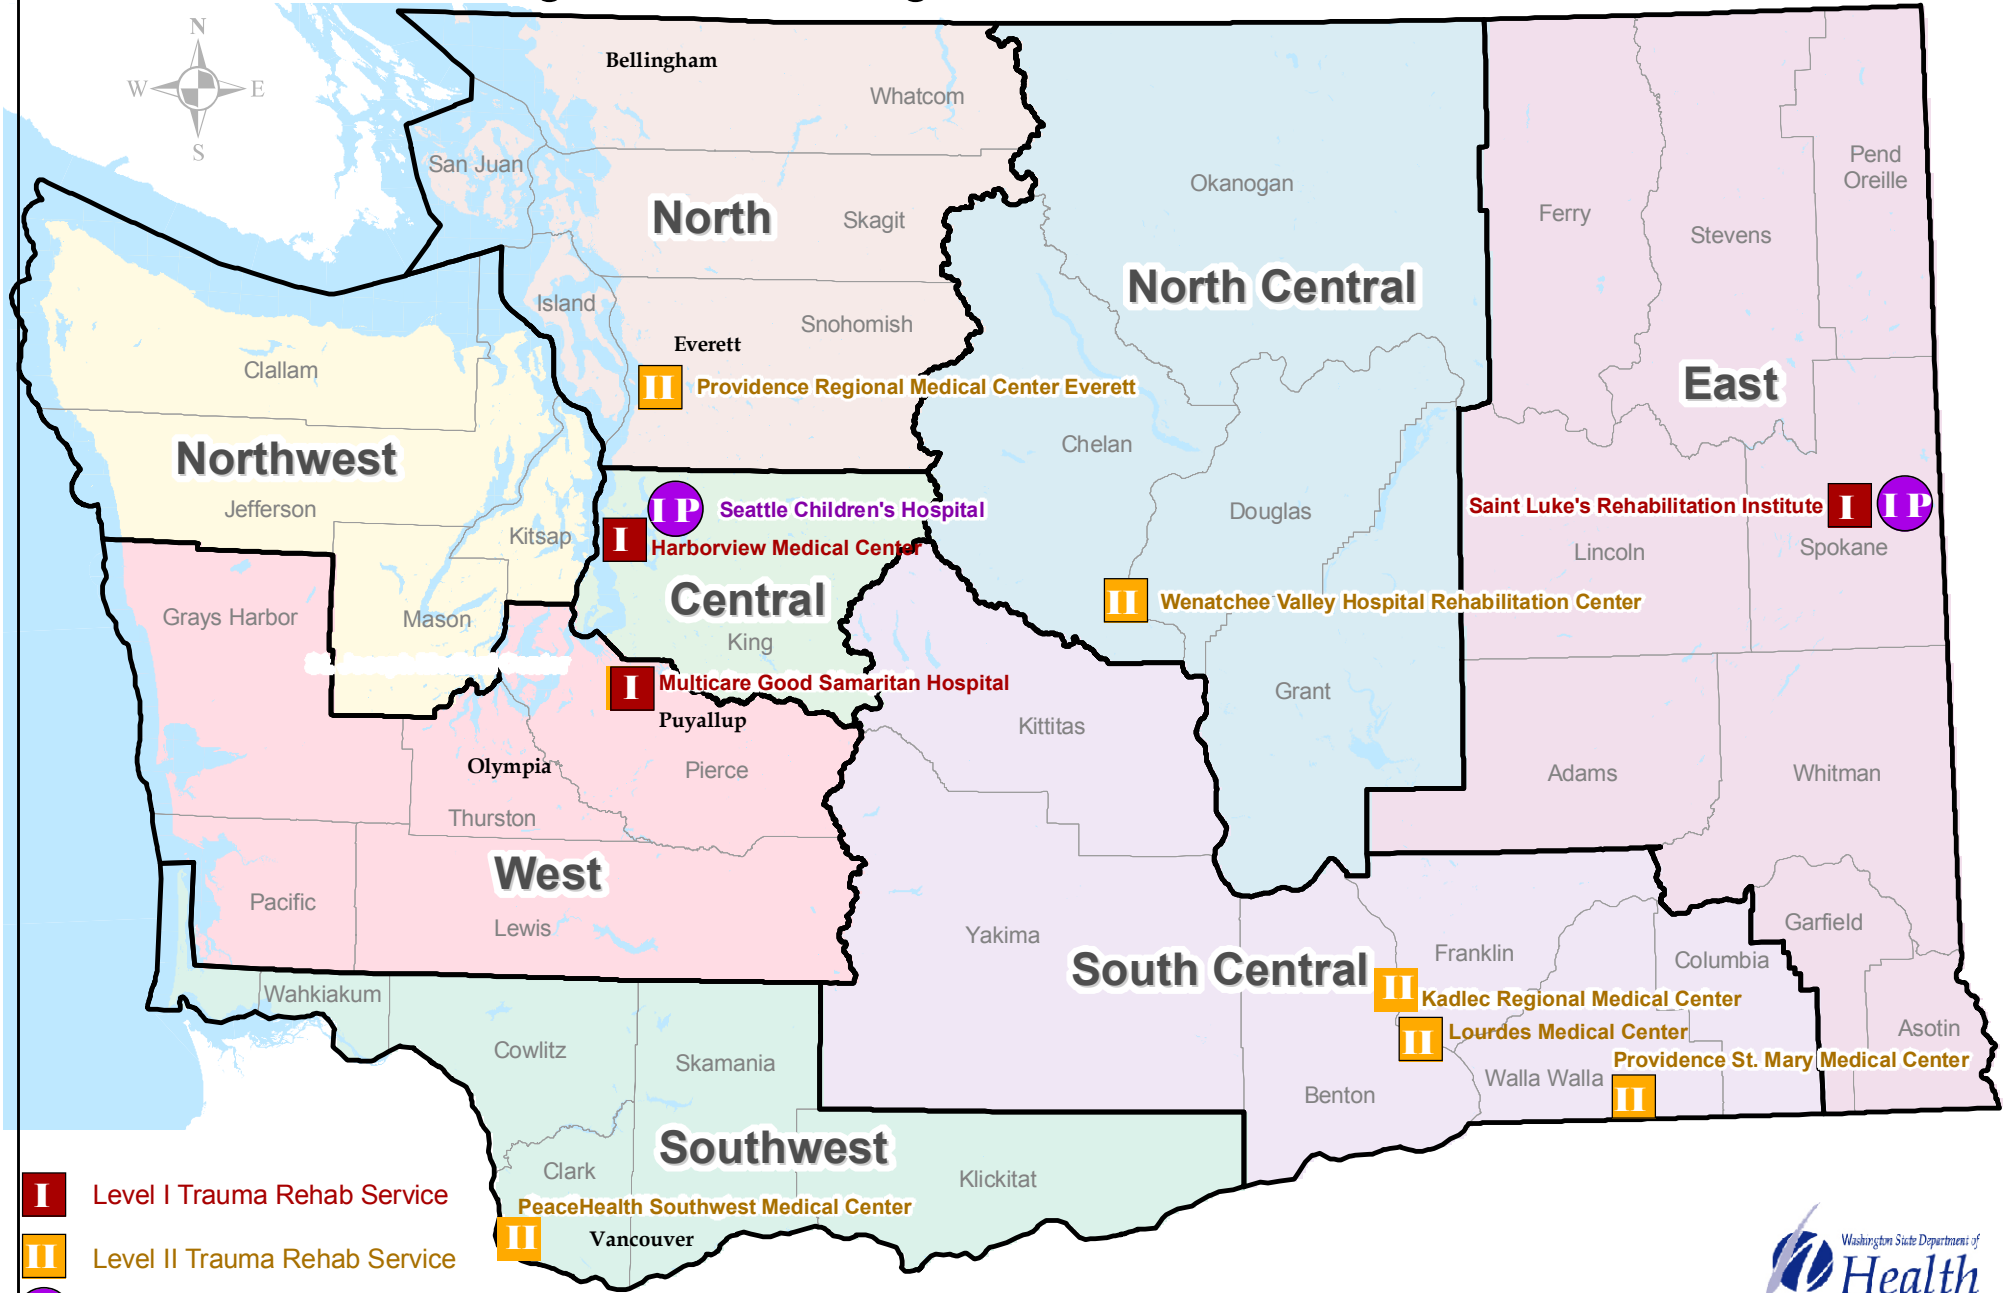 N
W E
S
Bellingham
Whatcom
San Juan
North
Skagit
Okanogan
North Central
Ferry
Stevens
Pend
Oreille
Island
Snohomish
Everett
II Providence Regional Medical Center Everett
Clallam
Northwest
Jefferson
Kitsap
Chelan
Douglas
East
I P Seattle Children's Hospital
I Harborview Medical Center
Central
King
Saint Luke's Rehabilitation Institute I I P
Lincoln
Spokane
Grays Harbor
Mason
II Wenatchee Valley Hospital Rehabilitation Center
I Multicare Good Samaritan Hospital
Puyallup
Olympia
Pierce
Thurston
Kittitas
Grant
Adams
Whitman
West
Pacific
Lewis
Yakima
South Central
Franklin
Columbia
Garfield
II Kadlec Regional Medical Center
II Lourdes Medical Center
Providence St. Mary Medical Center
II
Asotin
Walla Walla
Benton
Wahkiakum
Cowlitz
Skamania
Southwest
Clark
Klickitat
PeaceHealth Southwest Medical Center
II Vancouver
I Level I Trauma Rehab Service
II Level II Trauma Rehab Service
Washington State Department of
Health